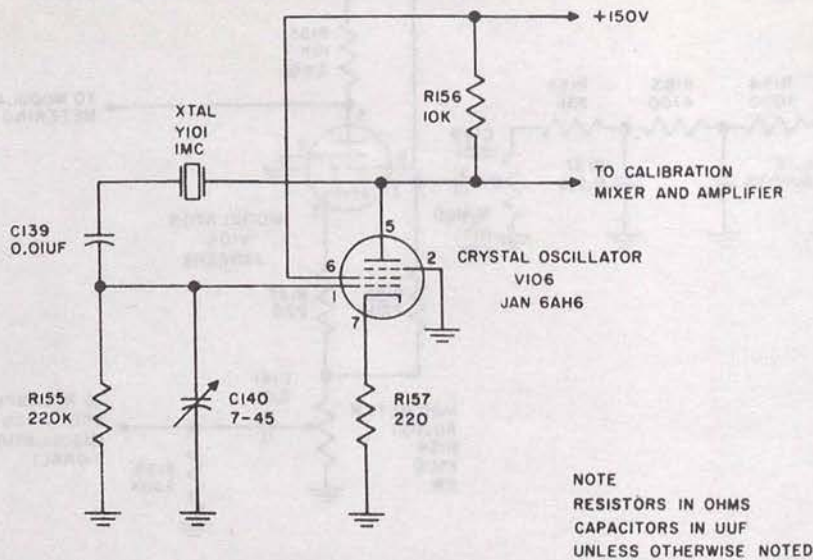 +150V
R156
10K
XTAL
Y101
1MC
TO CALIBRATION
MIXER AND AMPLIFIER
C139
0.01UF
5
6
2
1
7
CRYSTAL OSCILLATOR
V106
JAN 6AH6
R155
220K
C140
7-45
R157
220
NOTE
RESISTORS IN OHMS
CAPACITORS IN UUF
UNLESS OTHERWISE NOTED